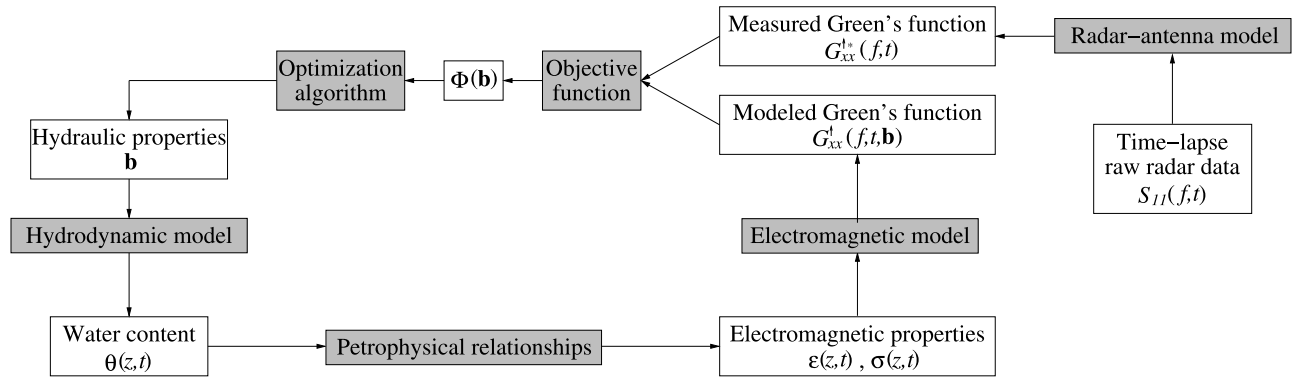 Measured Green's function
G↑*xx (f,t)
Radar−antenna model
Optimization
algorithm
Φ(b)
Objective
function
Modeled Green's function
G↑xx (f,t,b)
Hydraulic properties
b
Time−lapse
raw radar data
S11(f,t)
Hydrodynamic model
Electromagnetic model
Water content
θ(z,t)
Petrophysical relationships
Electromagnetic properties
ε(z,t) , σ(z,t)